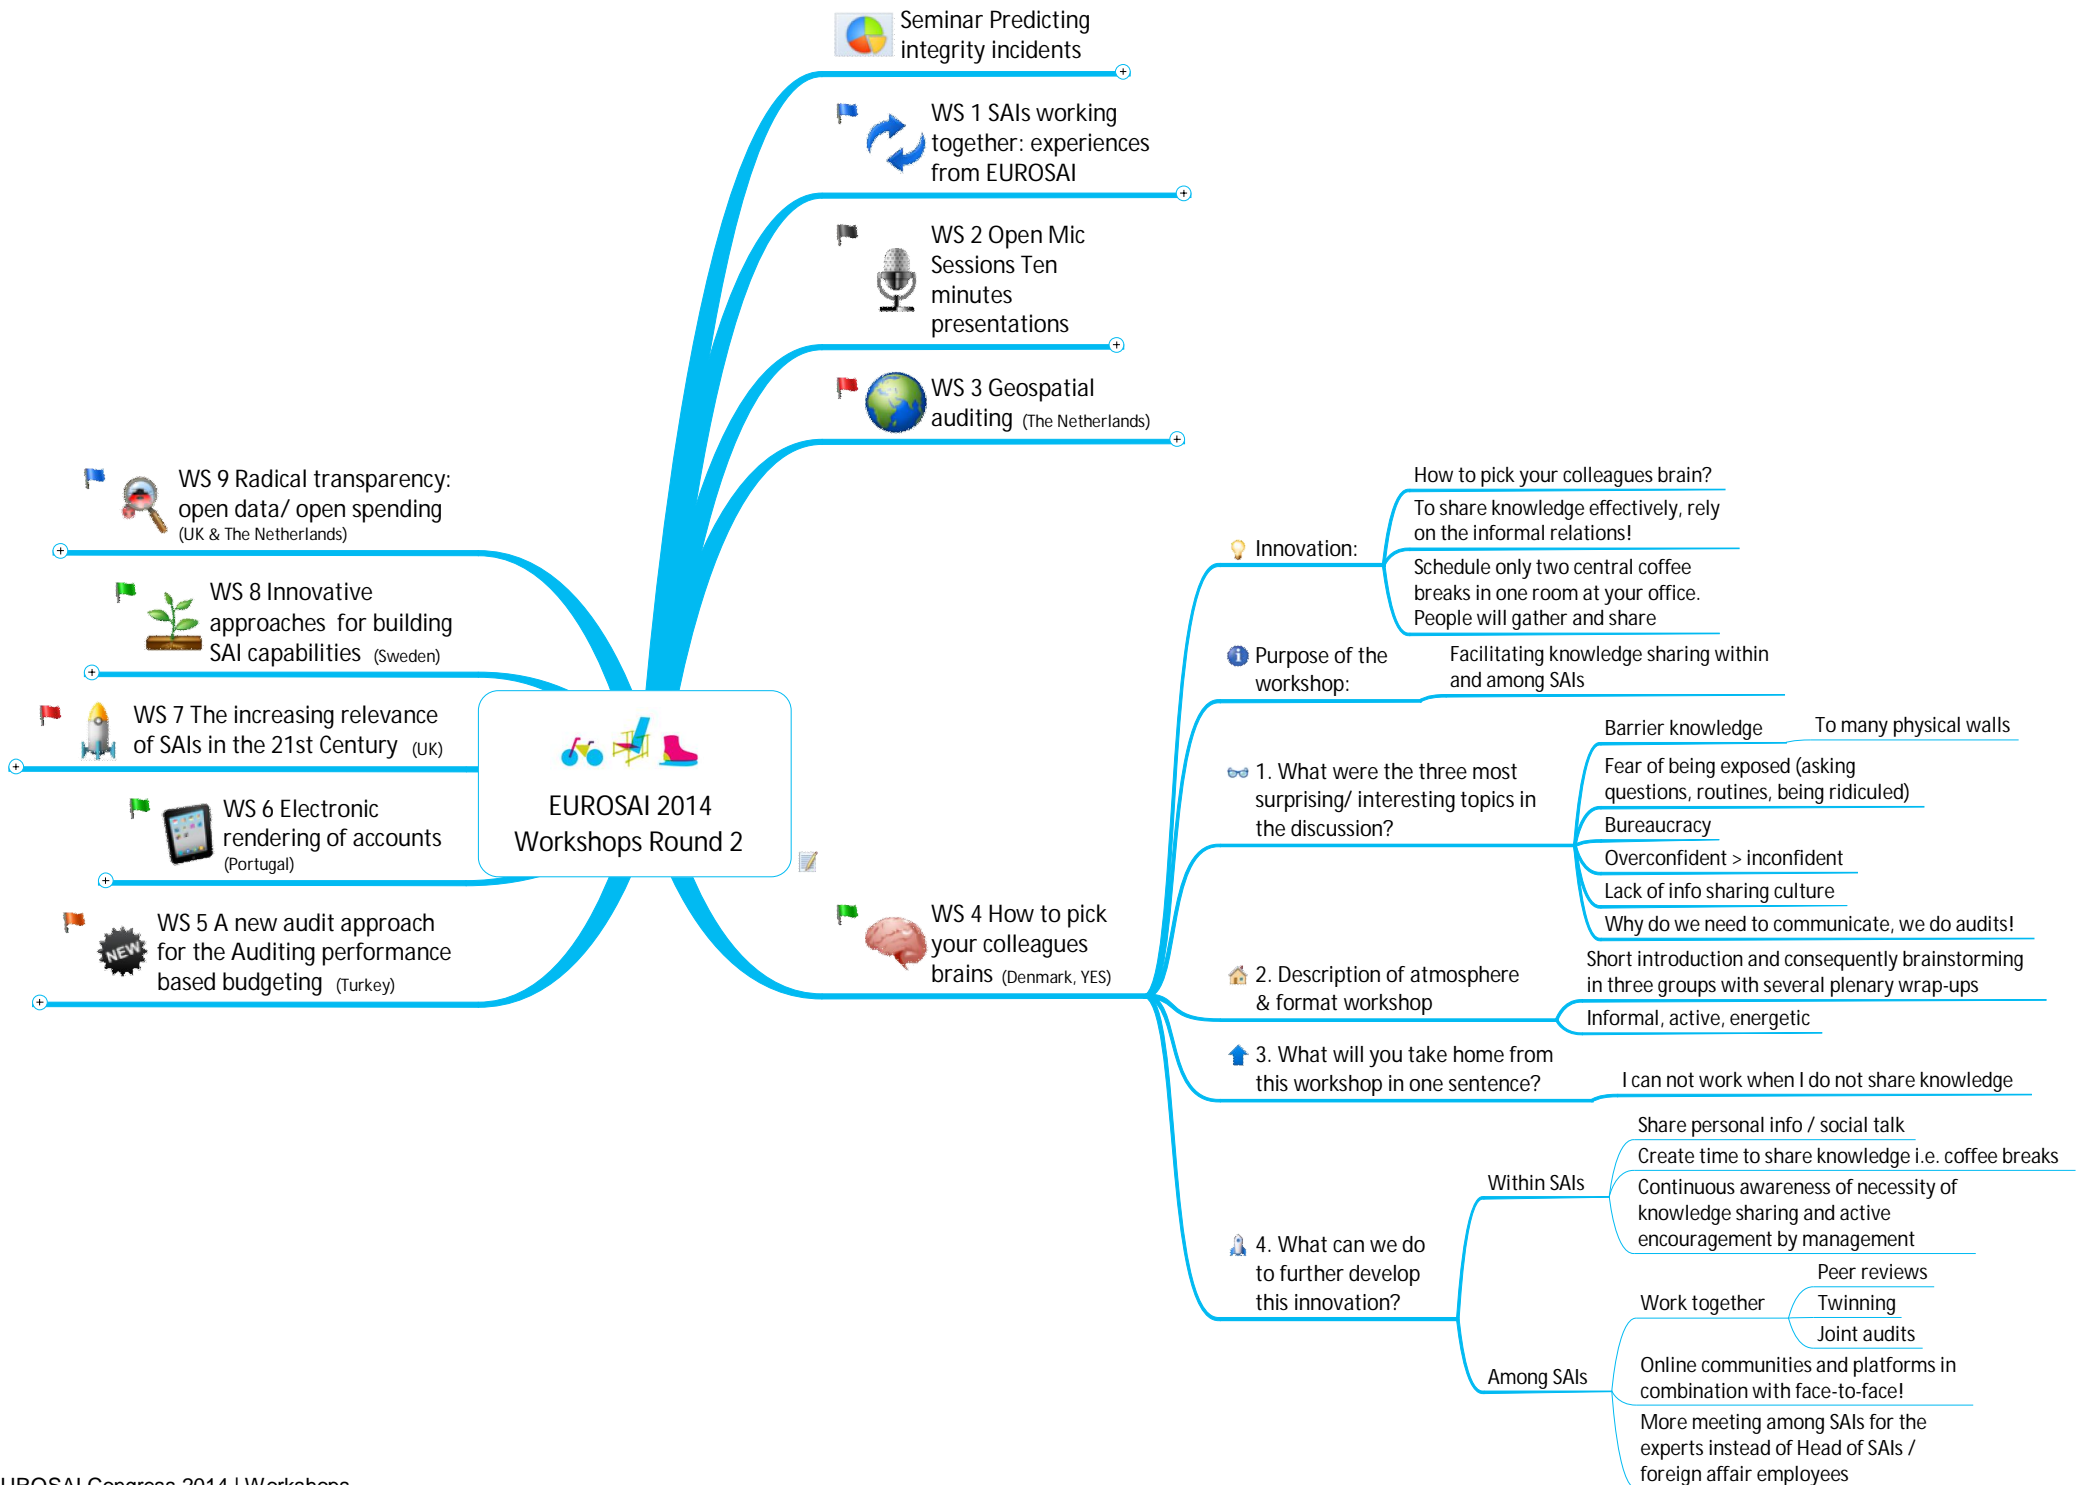 Seminar Predicting
integrity incidents
WS 1 SAIs working
together: experiences
from EUROSAI
WS 2 Open Mic
Sessions Ten
minutes
presentations
WS 3 Geospatial
auditing (The Netherlands)
WS 9 Radical transparency:
open data/ open spending
(UK & The Netherlands)
WS 8 Innovative
approaches for building
SAI capabilities (Sweden)
WS 7 The increasing relevance
of SAIs in the 21st Century (UK)
WS 6 Electronic
rendering of accounts
(Portugal)
NEW
WS 5 A new audit approach
for the Auditing performance
based budgeting (Turkey)
EUROSAI 2014
Workshops Round 2
WS 4 How to pick
your colleagues
brains (Denmark, YES)
Innovation:
How to pick your colleagues brain?
To share knowledge effectively, rely
on the informal relations!
Schedule only two central coffee
breaks in one room at your office.
People will gather and share
Purpose of the
workshop:
Facilitating knowledge sharing within
and among SAIs
1. What were the three most
surprising/ interesting topics in
the discussion?
Barrier knowledge
To many physical walls
Fear of being exposed (asking
questions, routines, being ridiculed)
Bureaucracy
Overconfident > inconfident
Lack of info sharing culture
Why do we need to communicate, we do audits!
2. Description of atmosphere
& format workshop
Short introduction and consequently brainstorming
in three groups with several plenary wrap-ups
Informal, active, energetic
3. What will you take home from
this workshop in one sentence?
I can not work when I do not share knowledge
4. What can we do
to further develop
this innovation?
Within SAIs
Share personal info / social talk
Create time to share knowledge i.e. coffee breaks
Continuous awareness of necessity of
knowledge sharing and active
encouragement by management
Among SAIs
Work together
Peer reviews
Twinning
Joint audits
Online communities and platforms in
combination with face-to-face!
More meeting among SAIs for the
experts instead of Head of SAIs /
foreign affair employees
UROSAI Congress 2014 | Workshops